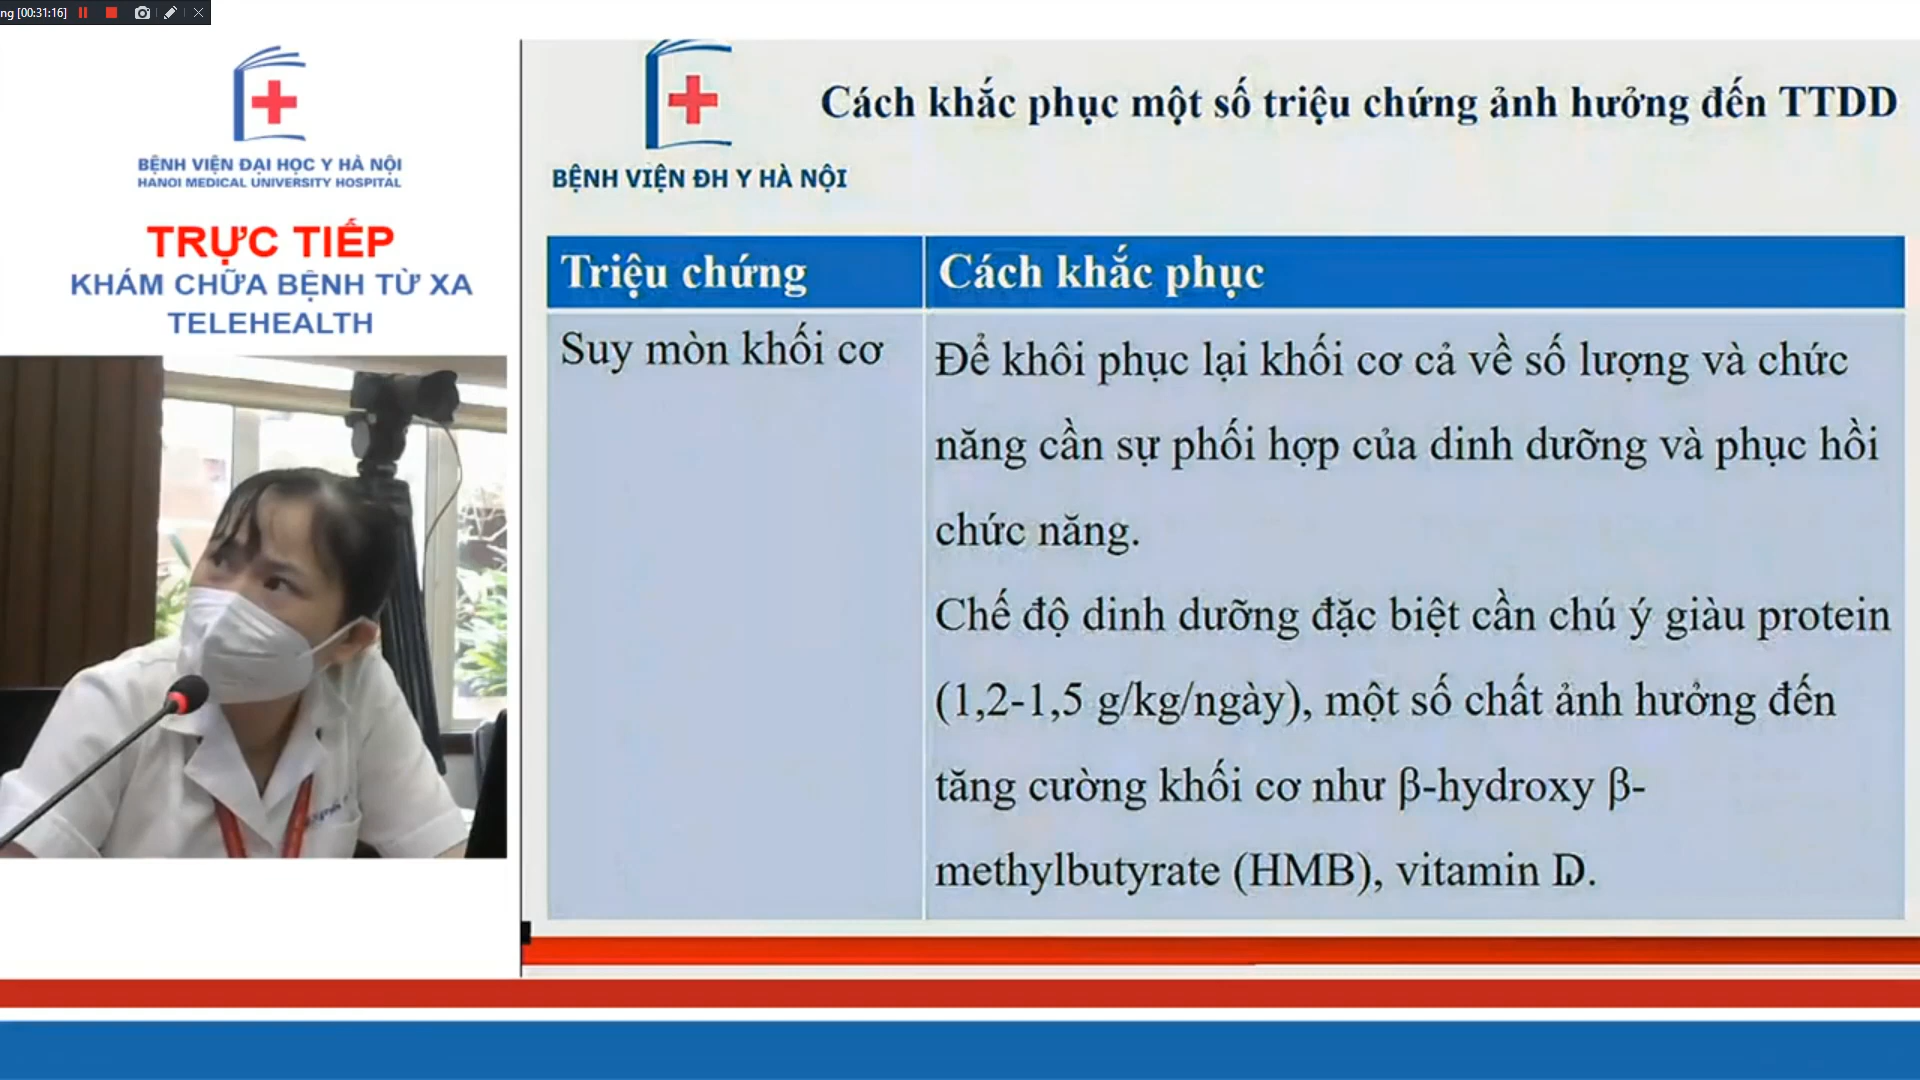 ng [00:31:16]
BỆNH VIỆN ĐẠI HỌC Y HÀ NỘI
HANOI MEDICAL UNIVERSITY HOSPITAL
TRỰC TIẾP
KHÁM CHỮA BỆNH TỪ XA
TELEHEALTH
BỆNH VIỆN ĐH Y HÀ NỘI
Cách khắc phục một số triệu chứng ảnh hưởng đến TTDD
Triệu chứng
Cách khắc phục
Suy mòn khối cơ
Để khôi phục lại khối cơ cả về số lượng và chức
năng cần sự phối hợp của dinh dưỡng và phục hồi
chức năng.
Chế độ dinh dưỡng đặc biệt cần chú ý giàu protein
(1,2-1,5 g/kg/ngày), một số chất ảnh hưởng đến
tăng cường khối cơ như β-hydroxy β-
methylbutyrate (HMB), vitamin D.